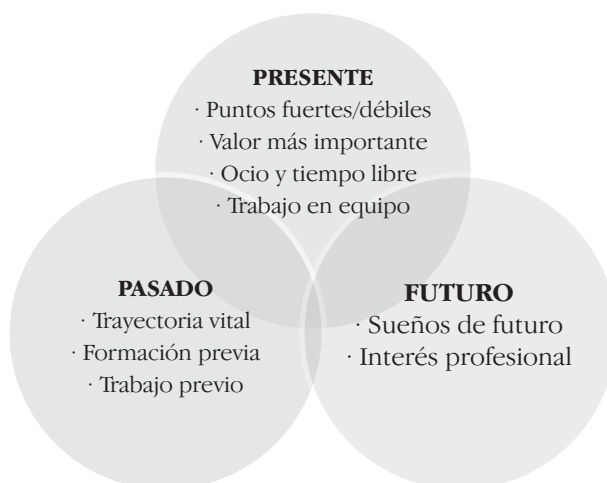 PRESENTE
· Puntos fuertes/débiles
· Valor más importante
· Ocio y tiempo libre
· Trabajo en equipo
PASADO
· Trayectoria vital
· Formación previa
· Trabajo previo
FUTURO
· Sueños de futuro
· Interés profesional